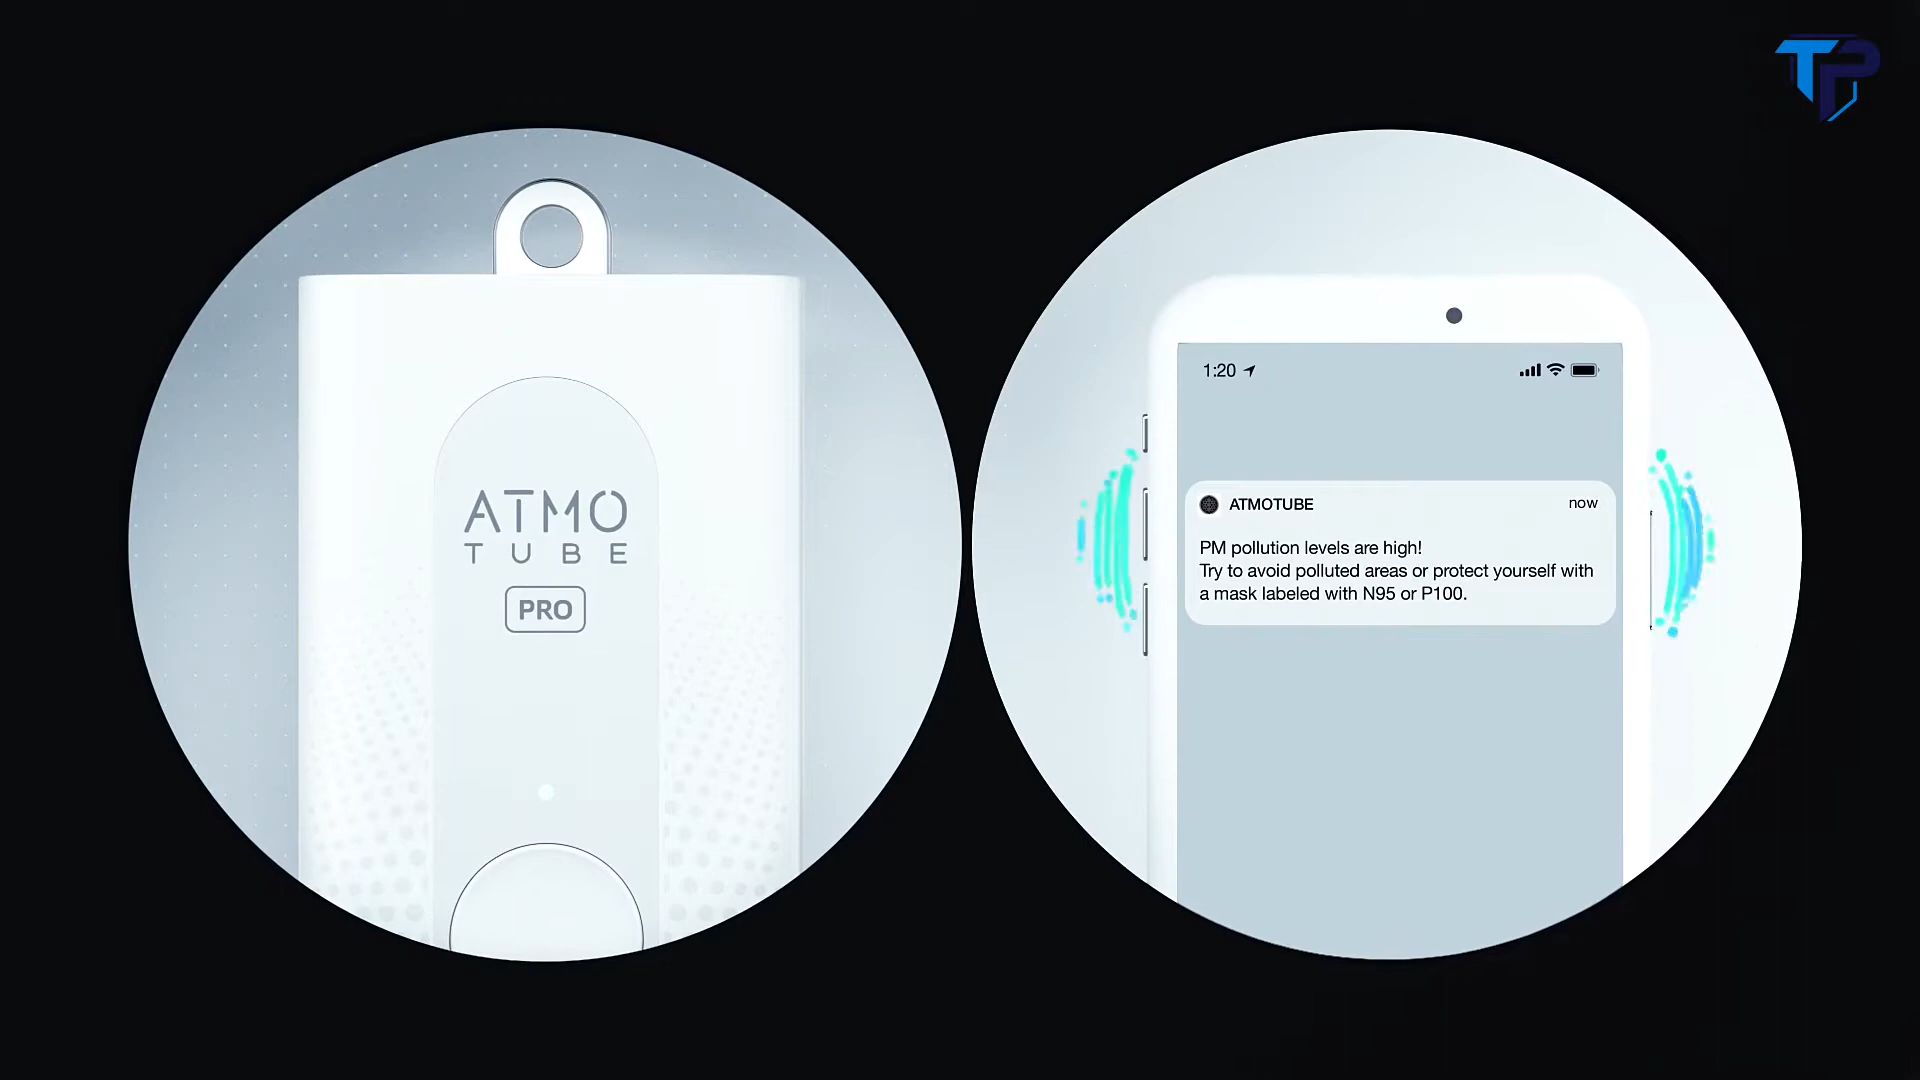 TP
ATMO
TUBE
PRO
1:20
ATMOTUBE
now
PM pollution levels are high!
Try to avoid polluted areas or protect yourself with
a mask labeled with N95 or P100.